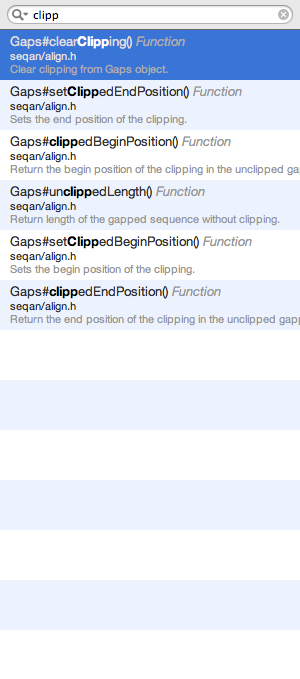 clipp
Gaps#clearClipping() Function
seqan/align.h
Clear clipping from Gaps object.
Gaps#setClippedEndPosition() Function
seqan/align.h
Sets the end position of the clipping.
Gaps#clippedBeginPosition() Function
seqan/align.h
Return the begin position of the clipping in the unclipped ga
Gaps#unclippedLength() Function
seqan/align.h
Return length of the gapped sequence without clipping.
Gaps#setClippedBeginPosition() Function
seqan/align.h
Sets the begin position of the clipping.
Gaps#clippedEndPosition() Function
seqan/align.h
Return the end position of the clipping in the unclipped gapp